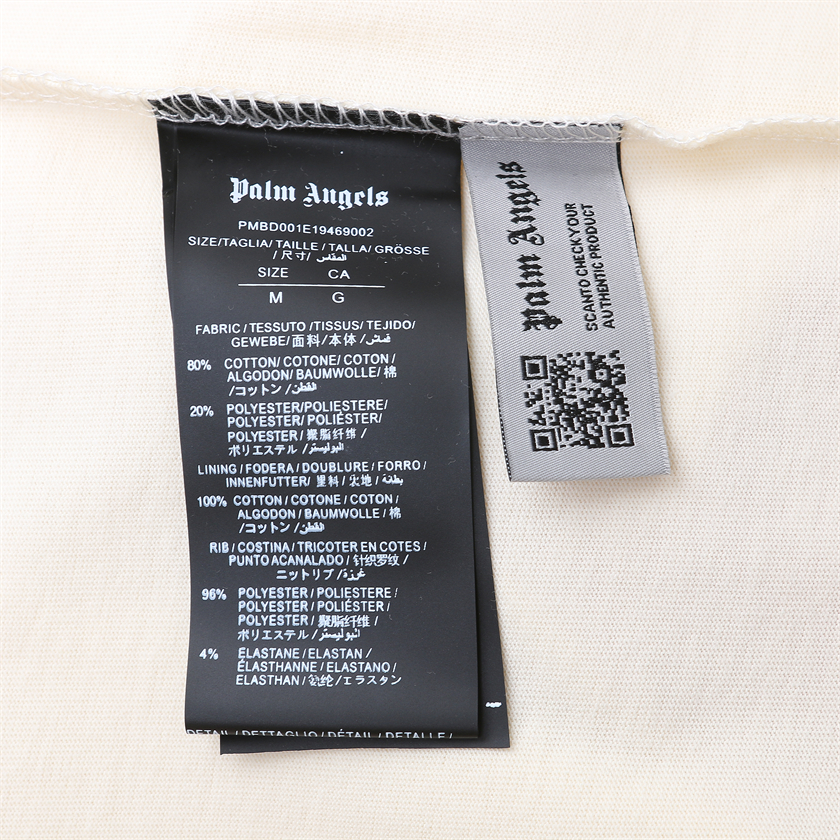 Palm Angels
PMBD001E19469002
SIZE/TAGLIA/ TAILLE / TALLA/ GRÖSSE
/ 尺寸/ المقاس
SIZE CA
M G
FABRIC / TESSUTO /TISSUS/ TEJIDO/
GEWEBE/ 面料/本体 / قماش
80% COTTON/ COTONE/ COTON /
ALGODON/ BAUMWOLLE/ 棉
/コットン /القطن
20% POLYESTER/POLIESTERE/
POLYESTER/ POLIÉSTER/
POLYESTER / 聚脂纤维 /
ポリエステル / البوليستر
LINING / FODERA / DOUBLURE / FORRO /
INNENFUTTER/ 里料 / / بطانة
100% COTTON / COTONE / COTON /
ALGODON / BAUMWOLLE / 棉
/コットン /القطن
RIB / COSTINA / TRICOTER EN COTES /
PUNTO ACANALADO / 针织罗纹 /
ニットリブ /غرزة
96% POLYESTER / POLIESTERE /
POLYESTER / POLIÉSTER /
POLYESTER / 聚脂纤维 /
ポリエステル / البوليستر
4% ELASTANE / ELASTAN /
ÉLASTHANNE / ELASTANO /
ELASTHAN / 氨纶 / エラスタン
DETAIL / DETTAGLIO / DÉTAIL / DETALLE /
Palm Angels
SCAN TO CHECK YOUR
AUTHENTIC PRODUCT